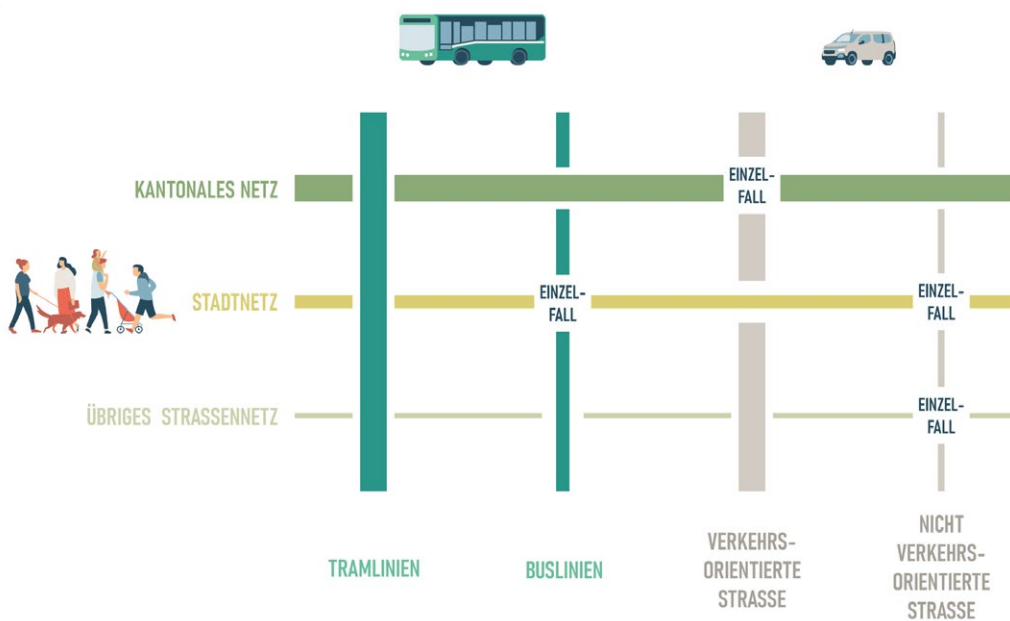 KANTONALES NETZ
EINZEL-
FALL
STADTNETZ
EINZEL-
FALL
EINZEL-
FALL
ÜBRIGES STRASSENNETZ
EINZEL-
FALL
TRAMLINIEN
BUSLINIEN
VERKEHRS-
ORIENTIERTE
STRASSE
NICHT
VERKEHRS-
ORIENTIERTE
STRASSE